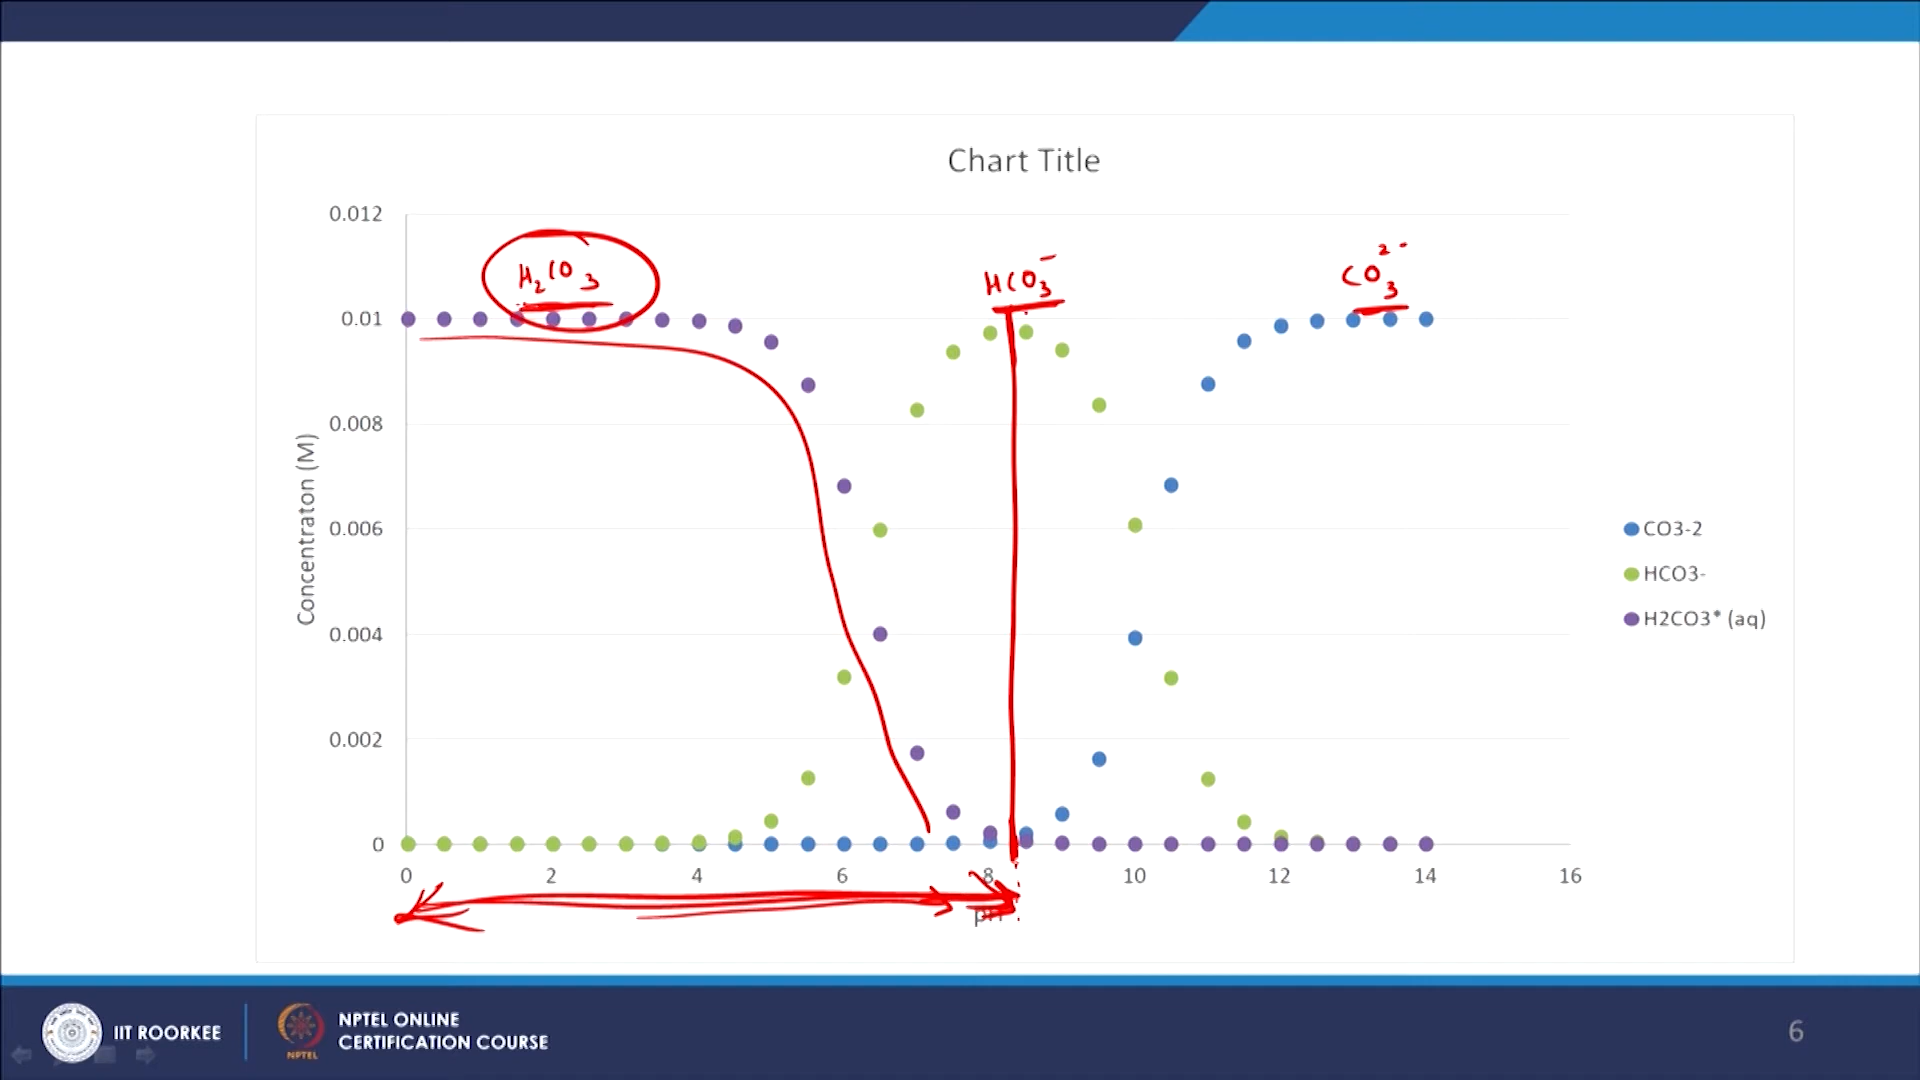 Chart Title
0.012
0.01
0.008
0.006
0.004
0.002
0
Concentraton (M)
H₂CO₃
HCO₃⁻
CO₃²⁻
0 2 4 6 8 10 12 14 16
pH
CO3-2
HCO3-
H2CO3* (aq)
IIT ROORKEE
NPTEL
NPTEL ONLINE
CERTIFICATION COURSE
6